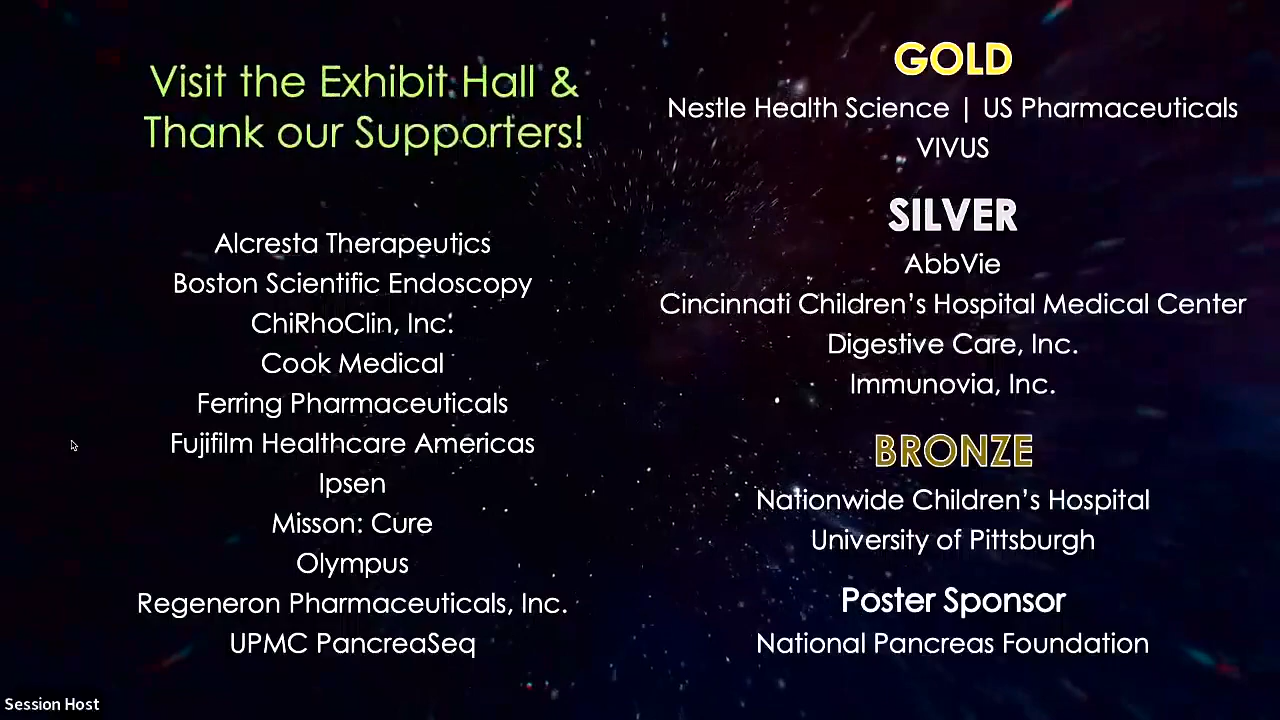 Visit the Exhibit Hall &
Thank our Supporters!
Alcresta Therapeutics
Boston Scientific Endoscopy
ChiRhoClin, Inc.
Cook Medical
Ferring Pharmaceuticals
Fujifilm Healthcare Americas
Ipsen
Misson: Cure
Olympus
Regeneron Pharmaceuticals, Inc.
UPMC PancreaSeq
GOLD
Nestle Health Science | US Pharmaceuticals
VIVUS
SILVER
AbbVie
Cincinnati Children’s Hospital Medical Center
Digestive Care, Inc.
Immunovia, Inc.
BRONZE
Nationwide Children’s Hospital
University of Pittsburgh
Poster Sponsor
National Pancreas Foundation
Session Host